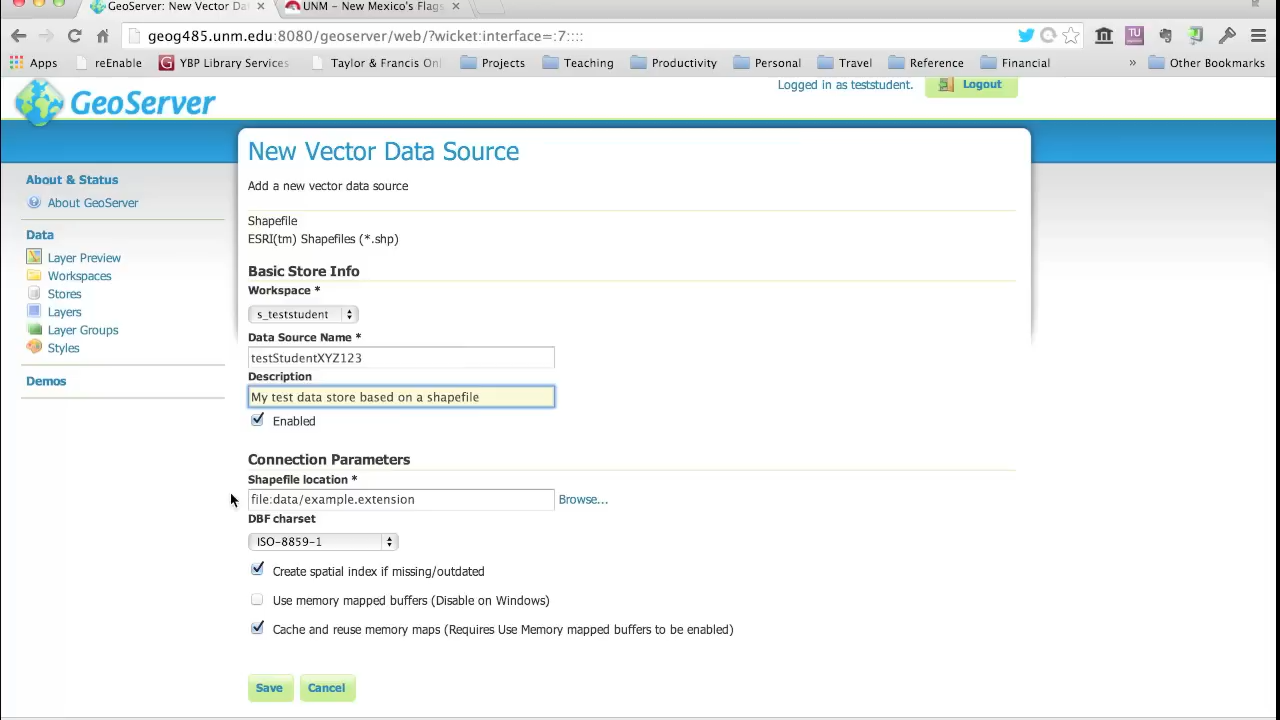 GeoServer: New Vector Dat
UNM - New Mexico's Flags
geog485.unm.edu:8080/geoserver/web/?wicket:interface=:7::::
TU
Apps
reEnable
YBP Library Services
Taylor & Francis On
Projects
Teaching
Productivity
Personal
Travel
Reference
Financial
»
Other Bookmarks
GeoServer
Logged in as teststudent.
Logout
New Vector Data Source
Add a new vector data source
About & Status
About GeoServer
Data
Layer Preview
Workspaces
Stores
Layers
Layer Groups
Styles
Demos
Shapefile
ESRI(tm) Shapefiles (*.shp)
Basic Store Info
Workspace *
s_teststudent
Data Source Name *
testStudentXYZ123
Description
My test data store based on a shapefile
Enabled
Connection Parameters
Shapefile location *
file:data/example.extension
Browse...
DBF charset
ISO-8859-1
Create spatial index if missing/outdated
Use memory mapped buffers (Disable on Windows)
Cache and reuse memory maps (Requires Use Memory mapped buffers to be enabled)
Save
Cancel